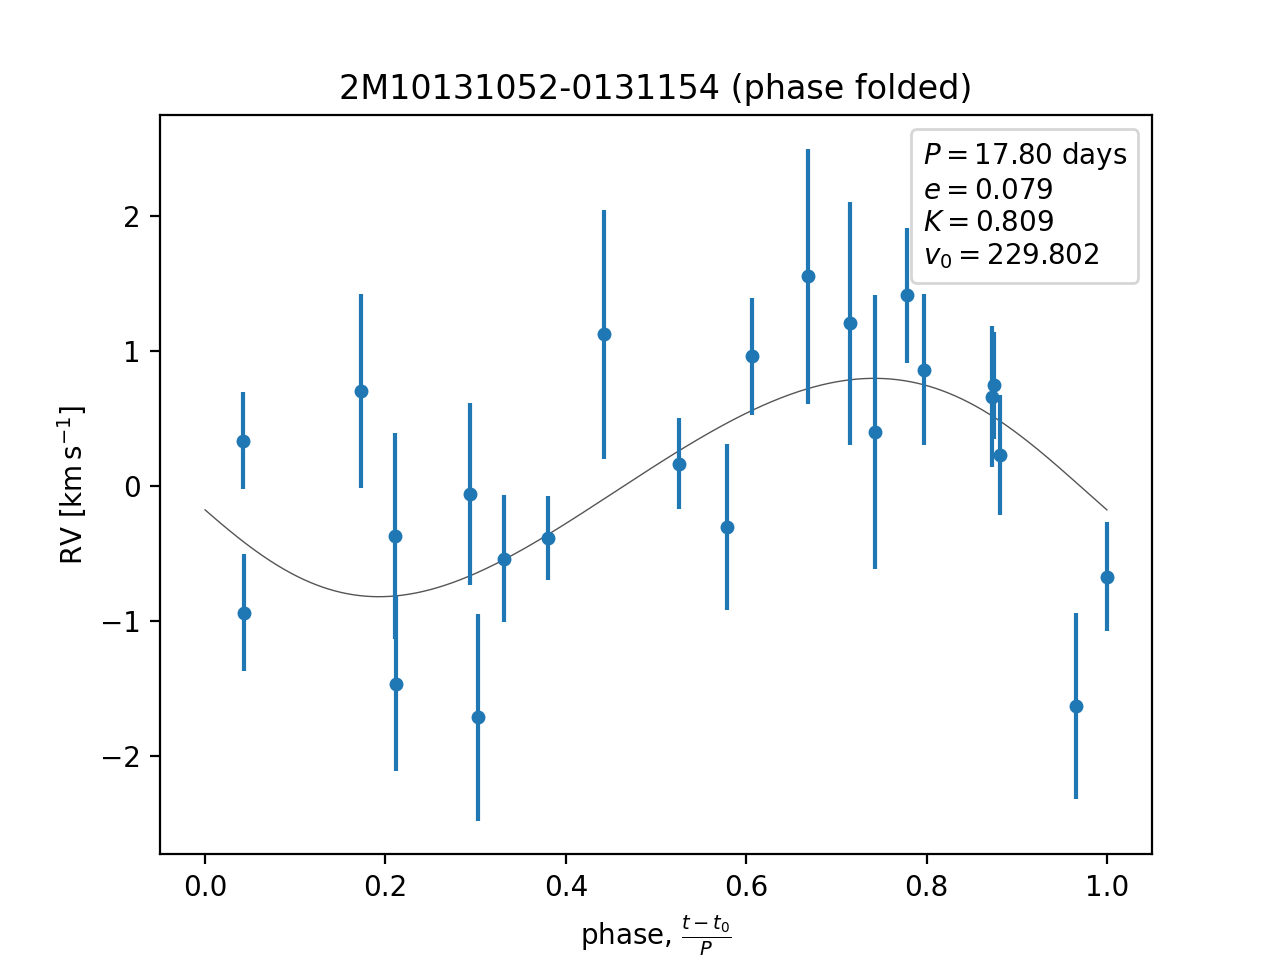 2M10131052-0131154 (phase folded)
P = 17.80 days
e = 0.079
K = 0.809
v₀ = 229.802
2
1
0
−1
−2
RV [km s⁻¹]
0.0 0.2 0.4 0.6 0.8 1.0
phase, (t − t₀)/P